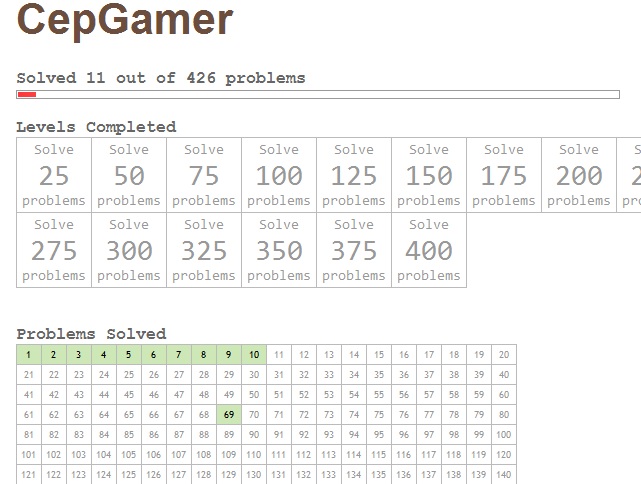 CepGamer
Solved 11 out of 426 problems
Levels Completed
Solve Solve Solve Solve Solve Solve Solve Solve
25 50 75 100 125 150 175 200 2
problems problems problems problems problems problems problems problems
Solve Solve Solve Solve Solve Solve
275 300 325 350 375 400
problems problems problems problems problems problems
Problems Solved
1 2 3 4 5 6 7 8 9 10 11 12 13 14 15 16 17 18 19 20
21 22 23 24 25 26 27 28 29 30 31 32 33 34 35 36 37 38 39 40
41 42 43 44 45 46 47 48 49 50 51 52 53 54 55 56 57 58 59 60
61 62 63 64 65 66 67 68 69 70 71 72 73 74 75 76 77 78 79 80
81 82 83 84 85 86 87 88 89 90 91 92 93 94 95 96 97 98 99 100
101 102 103 104 105 106 107 108 109 110 111 112 113 114 115 116 117 118 119 120
121 122 123 124 125 126 127 128 129 130 131 132 133 134 135 136 137 138 139 140